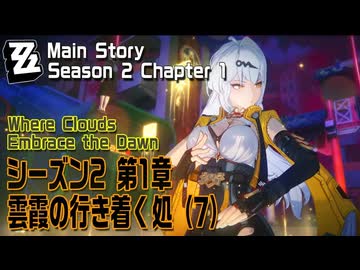 Main Story
Season 2 Chapter 1
Where Clouds
Embrace the Dawn
シーズン2 第1章
雲霞の行き着く処 (7)